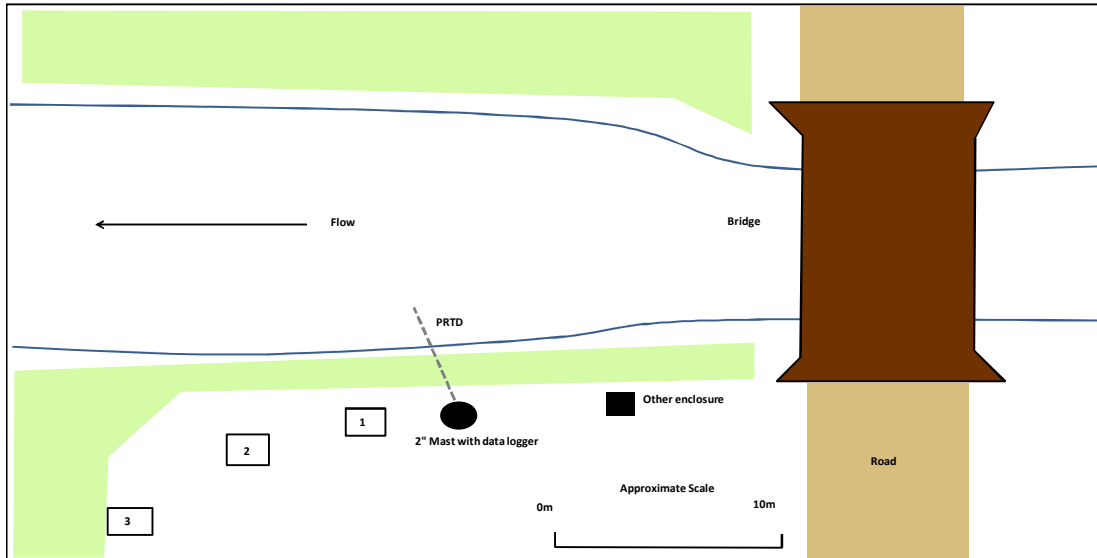 Flow
Bridge
PRTD
Other enclosure
1
2" Mast with data logger
2
Road
Approximate Scale
0m
10m
3